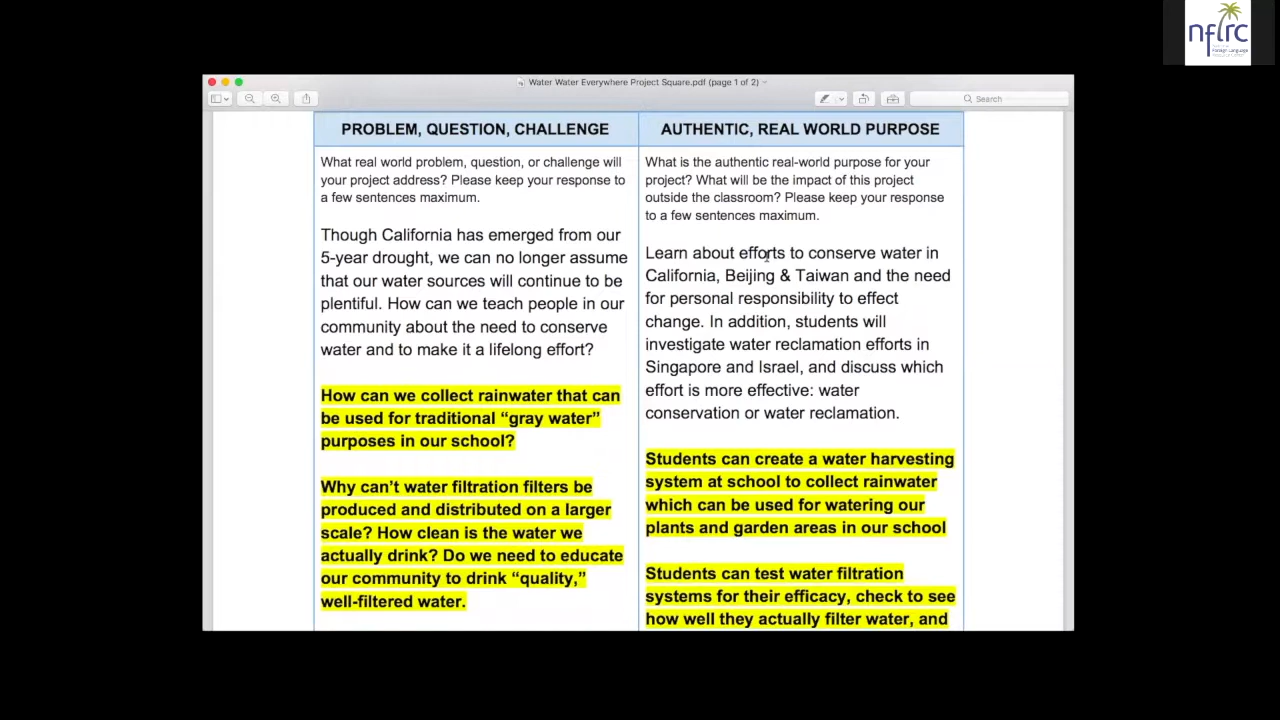 nflrc
Water Water Everywhere Project Square.pdf (page 1 of 2)
Search
PROBLEM, QUESTION, CHALLENGE
What real world problem, question, or challenge will
your project address? Please keep your response to
a few sentences maximum.
Though California has emerged from our
5-year drought, we can no longer assume
that our water sources will continue to be
plentiful. How can we teach people in our
community about the need to conserve
water and to make it a lifelong effort?
How can we collect rainwater that can
be used for traditional “gray water”
purposes in our school?
Why can’t water filtration filters be
produced and distributed on a larger
scale? How clean is the water we
actually drink? Do we need to educate
our community to drink “quality,”
well-filtered water.
AUTHENTIC, REAL WORLD PURPOSE
What is the authentic real-world purpose for your
project? What will be the impact of this project
outside the classroom? Please keep your response
to a few sentences maximum.
Learn about efforts to conserve water in
California, Beijing & Taiwan and the need
for personal responsibility to effect
change. In addition, students will
investigate water reclamation efforts in
Singapore and Israel, and discuss which
effort is more effective: water
conservation or water reclamation.
Students can create a water harvesting
system at school to collect rainwater
which can be used for watering our
plants and garden areas in our school
Students can test water filtration
systems for their efficacy, check to see
how well they actually filter water, and